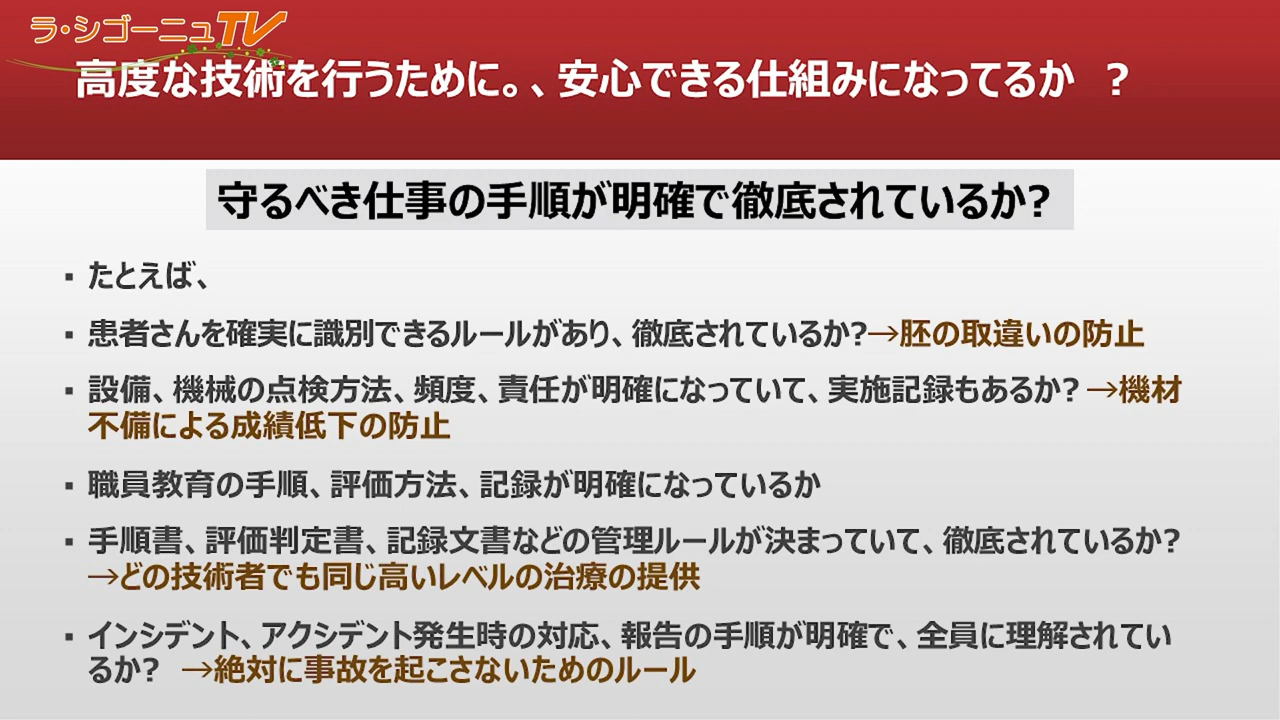 ラ・シゴーニュTV
高度な技術を行うために。、安心できる仕組みになってるか ？
守るべき仕事の手順が明確で徹底されているか?
▪ たとえば、
▪ 患者さんを確実に識別できるルールがあり、徹底されているか?→胚の取違いの防止
▪ 設備、機械の点検方法、頻度、責任が明確になっていて、実施記録もあるか? →機材
不備による成績低下の防止
▪ 職員教育の手順、評価方法、記録が明確になっているか
▪ 手順書、評価判定書、記録文書などの管理ルールが決まっていて、徹底されているか?
→どの技術者でも同じ高いレベルの治療の提供
▪ インシデント、アクシデント発生時の対応、報告の手順が明確で、全員に理解されてい
るか? →絶対に事故を起こさないためのルール